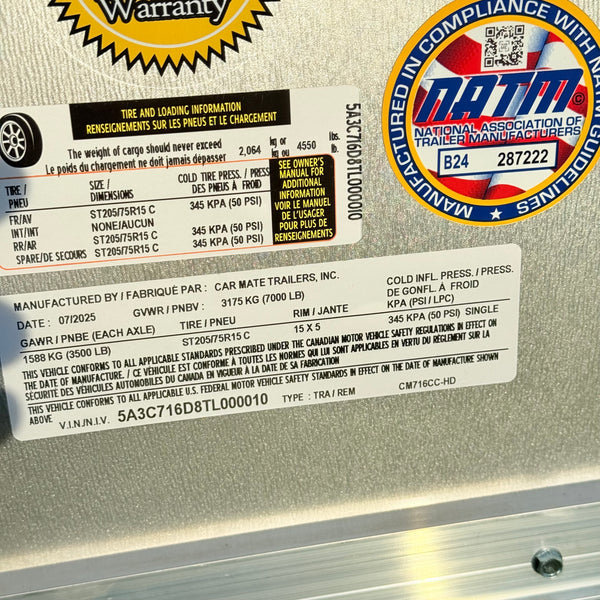 Warranty
TIRE AND LOADING INFORMATION
RENSEIGNEMENTS SUR LES PNEUS ET LE CHARGEMENT
The weight of cargo should never exceed 2,064 kg or 4550 lbs.
Le poids du chargement ne doit jamais dépasser kg ou lb.
TIRE / PNEU SIZE / DIMENSIONS COLD TIRE PRESS./ PRESS DES PNEUS À FROID
FR/AV ST205/75R15 C 345 KPA (50 PSI)
INT/INT NONE/AUCUN
RR/AR ST205/75R15 C 345 KPA (50 PSI)
SPARE/DE SECOURS ST205/75R15 C 345 KPA (50 PSI)
SEE OWNER'S
MANUAL FOR
ADDITIONAL
INFORMATION
VOIR LE MANUEL
DE L'USAGER
POUR PLUS DE
RENSEIGNEMENTS
5A3C716D8TL000010
MANUFACTURED IN COMPLIANCE WITH NATM GUIDELINES
NATM
NATIONAL ASSOCIATION OF
TRAILER MANUFACTURERS
B24 287222
MANUFACTURED BY / FABRIQUÉ PAR : CAR MATE TRAILERS, INC.
DATE : 07/2025 GVWR / PNBV : 3175 KG (7000 LB)
GAWR / PNBE (EACH AXLE) TIRE / PNEU RIM / JANTE COLD INFL. PRESS. / PRESS. DE GONFL. À FROID KPA (PSI / LPC)
1588 KG (3500 LB) ST205/75R15 C 15 X 5 345 KPA (50 PSI) SINGLE
THIS VEHICLE CONFORMS TO ALL APPLICABLE STANDARDS PRESCRIBED UNDER THE CANADIAN MOTOR VEHICLE SAFETY REGULATIONS IN EFFECT ON
THE DATE OF MANUFACTURE. / CE VÉHICULE EST CONFORME À TOUTES LES NORMES QUI LUI SONT APPLICABLES EN VERTU DU RÈGLEMENT SUR LA
SÉCURITÉ DES VÉHICULES AUTOMOBILES DU CANADA EN VIGUEUR À LA DATE DE SA FABRICATION.
THIS VEHICLE CONFORMS TO ALL APPLICABLE U.S. FEDERAL MOTOR VEHICLE SAFETY STANDARDS IN EFFECT ON THE DATE OF MANUFACTURE SHOWN
ABOVE
V.I.N./N.I.V. 5A3C716D8TL000010 TYPE : TRA / REM CM716CC-HD